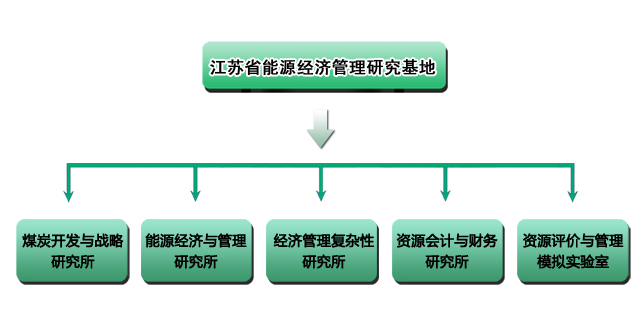 江苏省能源经济管理研究基地
煤炭开发与战略
研究所
能源经济与管理
研究所
经济管理复杂性
研究所
资源会计与财务
研究所
资源评价与管理
模拟实验室